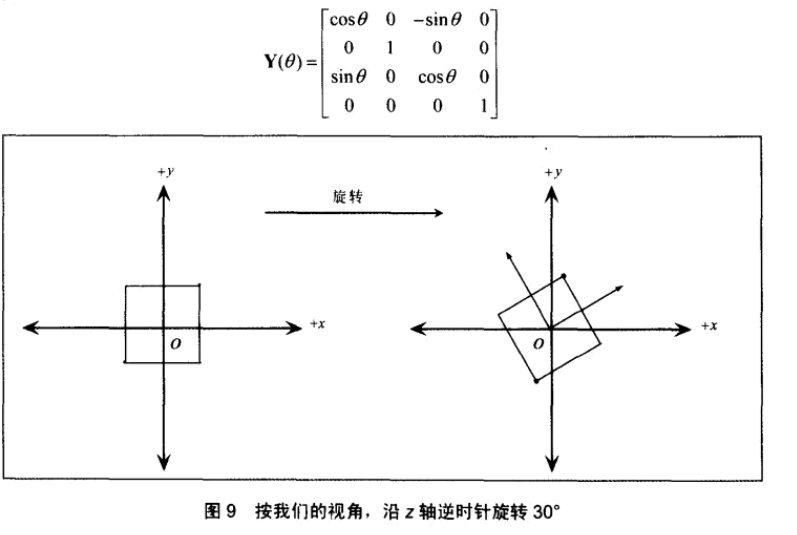 cosθ 0 −sinθ 0
0 1 0 0
Y(θ)=
sinθ 0 cosθ 0
0 0 0 1
+y
旋转
+y
+x
O
+x
O
图 9 按我们的视角，沿 z 轴逆时针旋转 30°